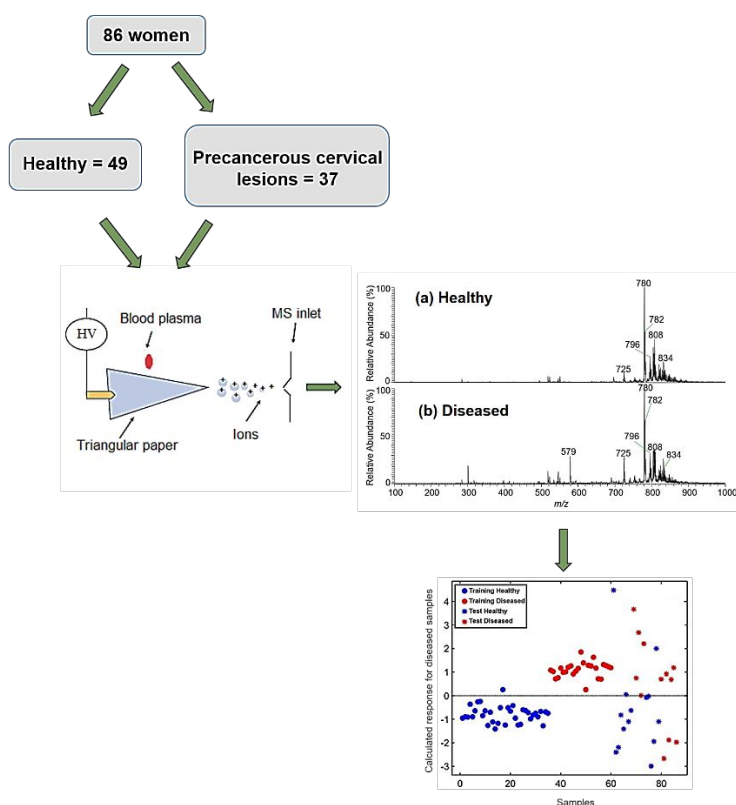 86 women
Healthy = 49
Precancerous cervical
lesions = 37
HV
Blood plasma
MS inlet
Triangular paper
Ions
(a) Healthy
Relative Abundance (%)
100
50
0
780
782
796
808
834
725
(b) Diseased
Relative Abundance (%)
100
50
0
780
782
796
808
834
725
579
100
200
300
400
500
600
700
800
900
1000
m/z
Training Healthy
Training Diseased
Test Healthy
Test Diseased
Calculated response for diseased samples
4
3
2
1
0
-1
-2
-3
0
20
40
60
80
Samples